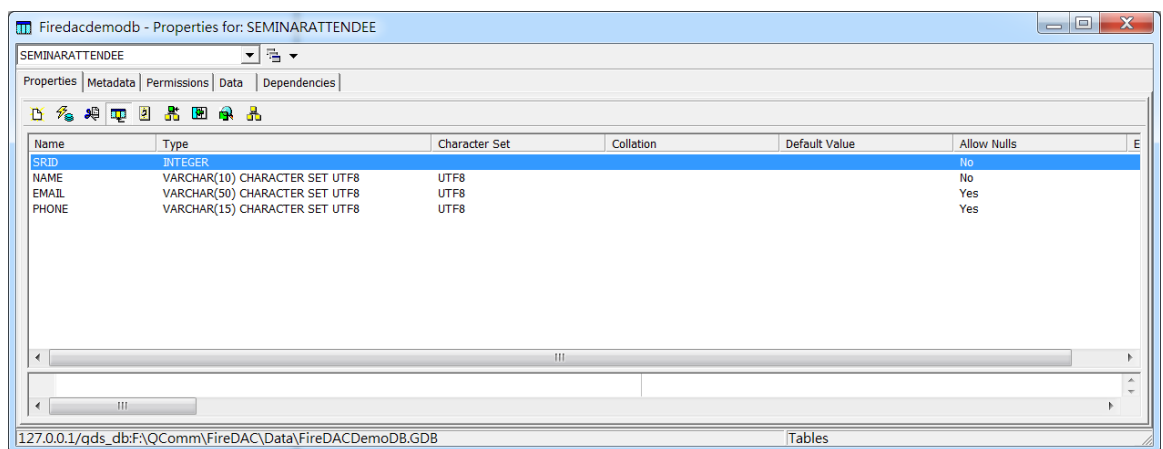 Firedacdemodb - Properties for: SEMINARATTENDEE
SEMINARATTENDEE
Properties Metadata Permissions Data Dependencies
Name Type Character Set Collation Default Value Allow Nulls E
SRID INTEGER No
NAME VARCHAR(10) CHARACTER SET UTF8 UTF8 No
EMAIL VARCHAR(50) CHARACTER SET UTF8 UTF8 Yes
PHONE VARCHAR(15) CHARACTER SET UTF8 UTF8 Yes
127.0.0.1/gds_db:F:\QComm\FireDAC\Data\FireDACDemoDB.GDB Tables